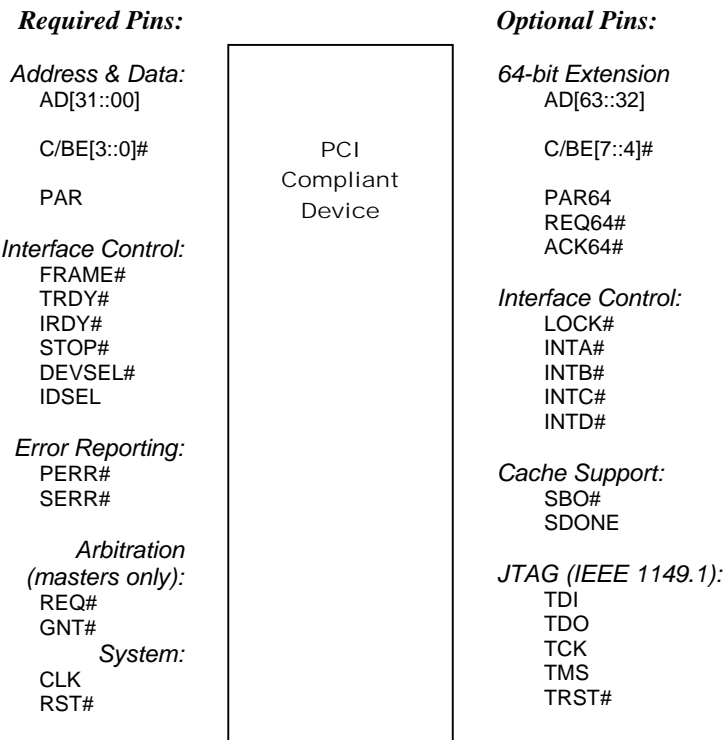 Required Pins:
Address & Data:
AD[31::00]
C/BE[3::0]#
PAR
Interface Control:
FRAME#
TRDY#
IRDY#
STOP#
DEVSEL#
IDSEL
Error Reporting:
PERR#
SERR#
Arbitration
(masters only):
REQ#
GNT#
System:
CLK
RST#
PCI
Compliant
Device
Optional Pins:
64-bit Extension
AD[63::32]
C/BE[7::4]#
PAR64
REQ64#
ACK64#
Interface Control:
LOCK#
INTA#
INTB#
INTC#
INTD#
Cache Support:
SBO#
SDONE
JTAG (IEEE 1149.1):
TDI
TDO
TCK
TMS
TRST#